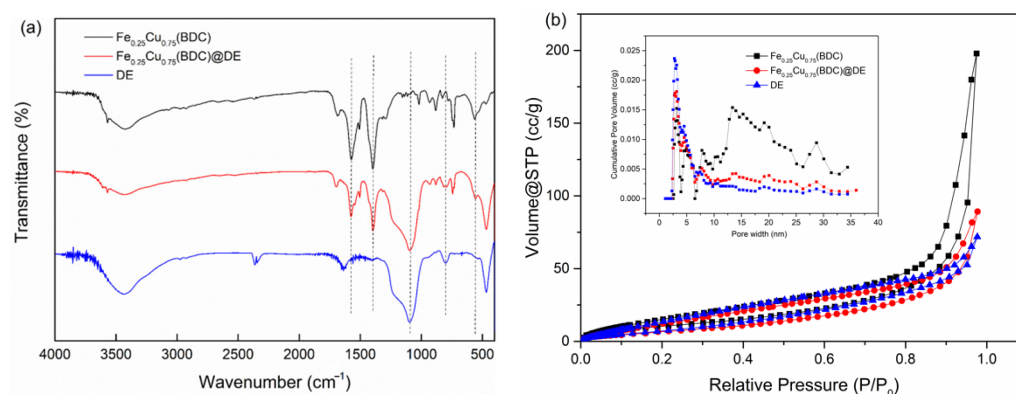 (a)
Fe0.25Cu0.75(BDC)
Fe0.25Cu0.75(BDC)@DE
DE
Transmittance (%)
4000 3500 3000 2500 2000 1500 1000 500
Wavenumber (cm−1)
(b)
200
150
100
50
0
Volume@STP (cc/g)
0.0 0.2 0.4 0.6 0.8 1.0
Relative Pressure (P/P0)
Fe0.25Cu0.75(BDC)
Fe0.25Cu0.75(BDC)@DE
DE
0.025
0.020
0.015
0.010
0.005
0.000
Cumulative Pore Volume (cc/g)
0 5 10 15 20 25 30 35 40
Pore width (nm)